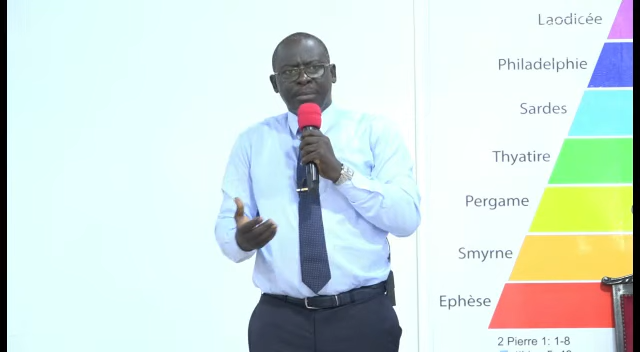 Laodicée
Philadelphie
Sardes
Thyatire
Pergame
Smyrne
Ephèse
2 Pierre 1: 1-8